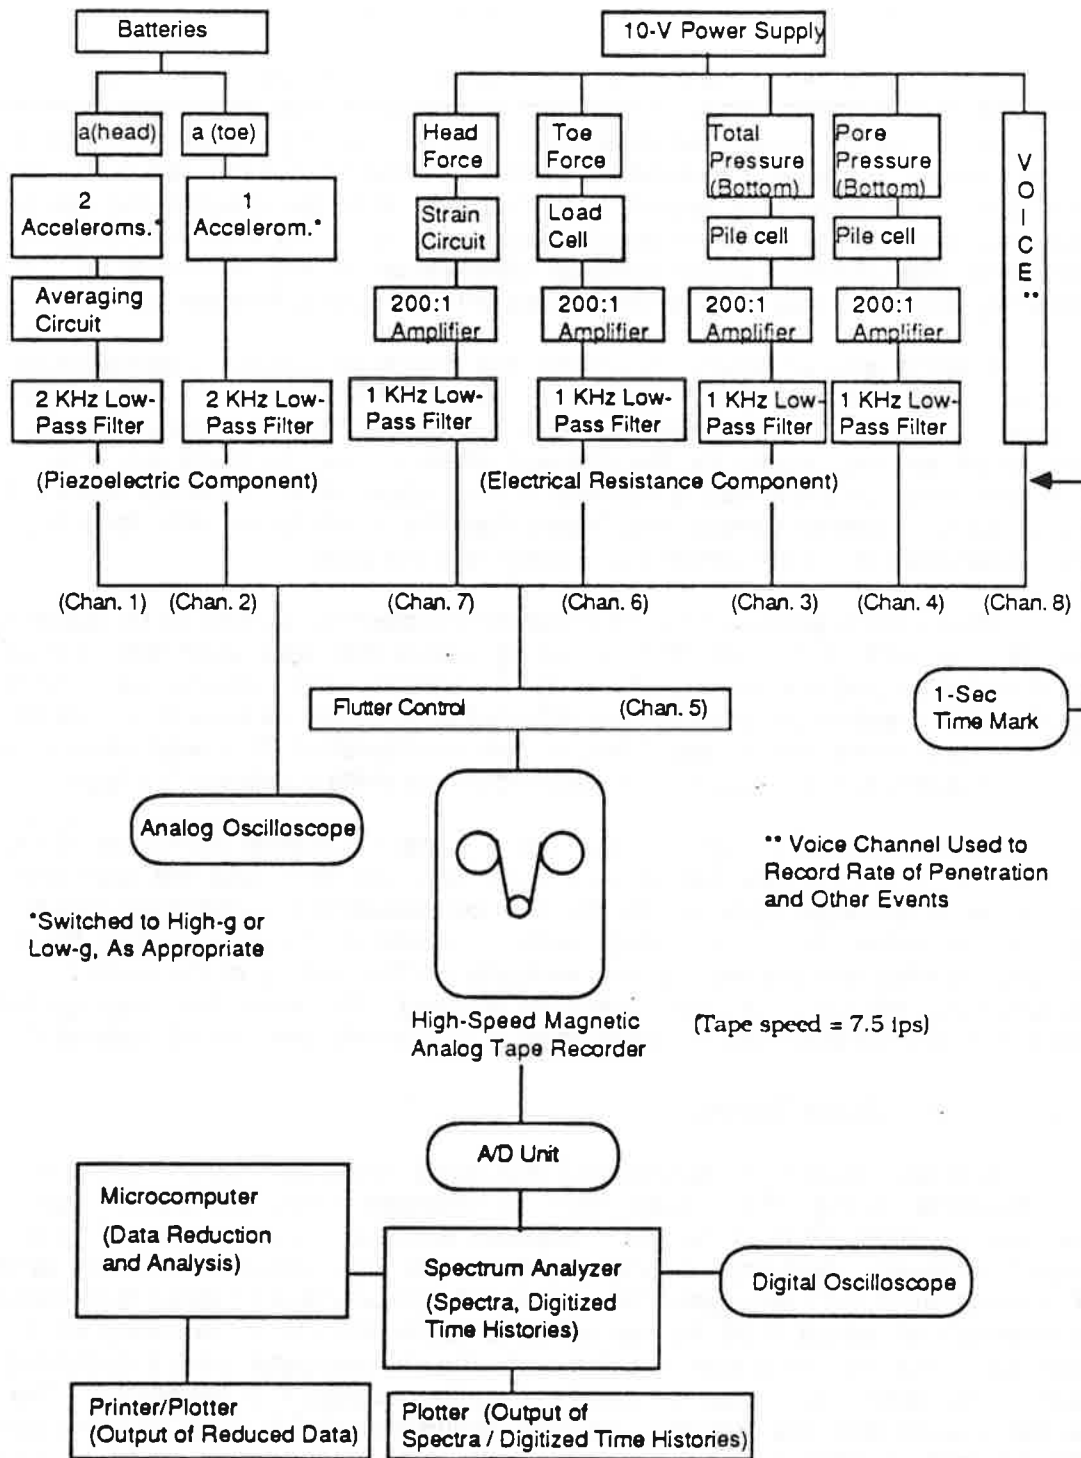 Batteries
10-V Power Supply
a(head)
a (toe)
Head
Force
Toe
Force
Total
Pressure
(Bottom)
Pore
Pressure
(Bottom)
VOICE **
2
Acceleroms.*
1
Accelerom.*
Strain
Circuit
Load
Cell
Pile cell
Pile cell
Averaging
Circuit
200:1
Amplifier
200:1
Amplifier
200:1
Amplifier
200:1
Amplifier
2 KHz Low-
Pass Filter
2 KHz Low-
Pass Filter
1 KHz Low-
Pass Filter
1 KHz Low-
Pass Filter
1 KHz Low-
Pass Filter
1 KHz Low-
Pass Filter
(Piezoelectric Component)
(Electrical Resistance Component)
(Chan. 1)
(Chan. 2)
(Chan. 7)
(Chan. 6)
(Chan. 3)
(Chan. 4)
(Chan. 8)
Flutter Control (Chan. 5)
1-Sec
Time Mark
Analog Oscilloscope
** Voice Channel Used to
Record Rate of Penetration
and Other Events
*Switched to High-g or
Low-g, As Appropriate
High-Speed Magnetic
Analog Tape Recorder
(Tape speed = 7.5 ips)
A/D Unit
Microcomputer
(Data Reduction
and Analysis)
Spectrum Analyzer
(Spectra, Digitized
Time Histories)
Digital Oscilloscope
Printer/Plotter
(Output of Reduced Data)
Plotter (Output of
Spectra / Digitized Time Histories)